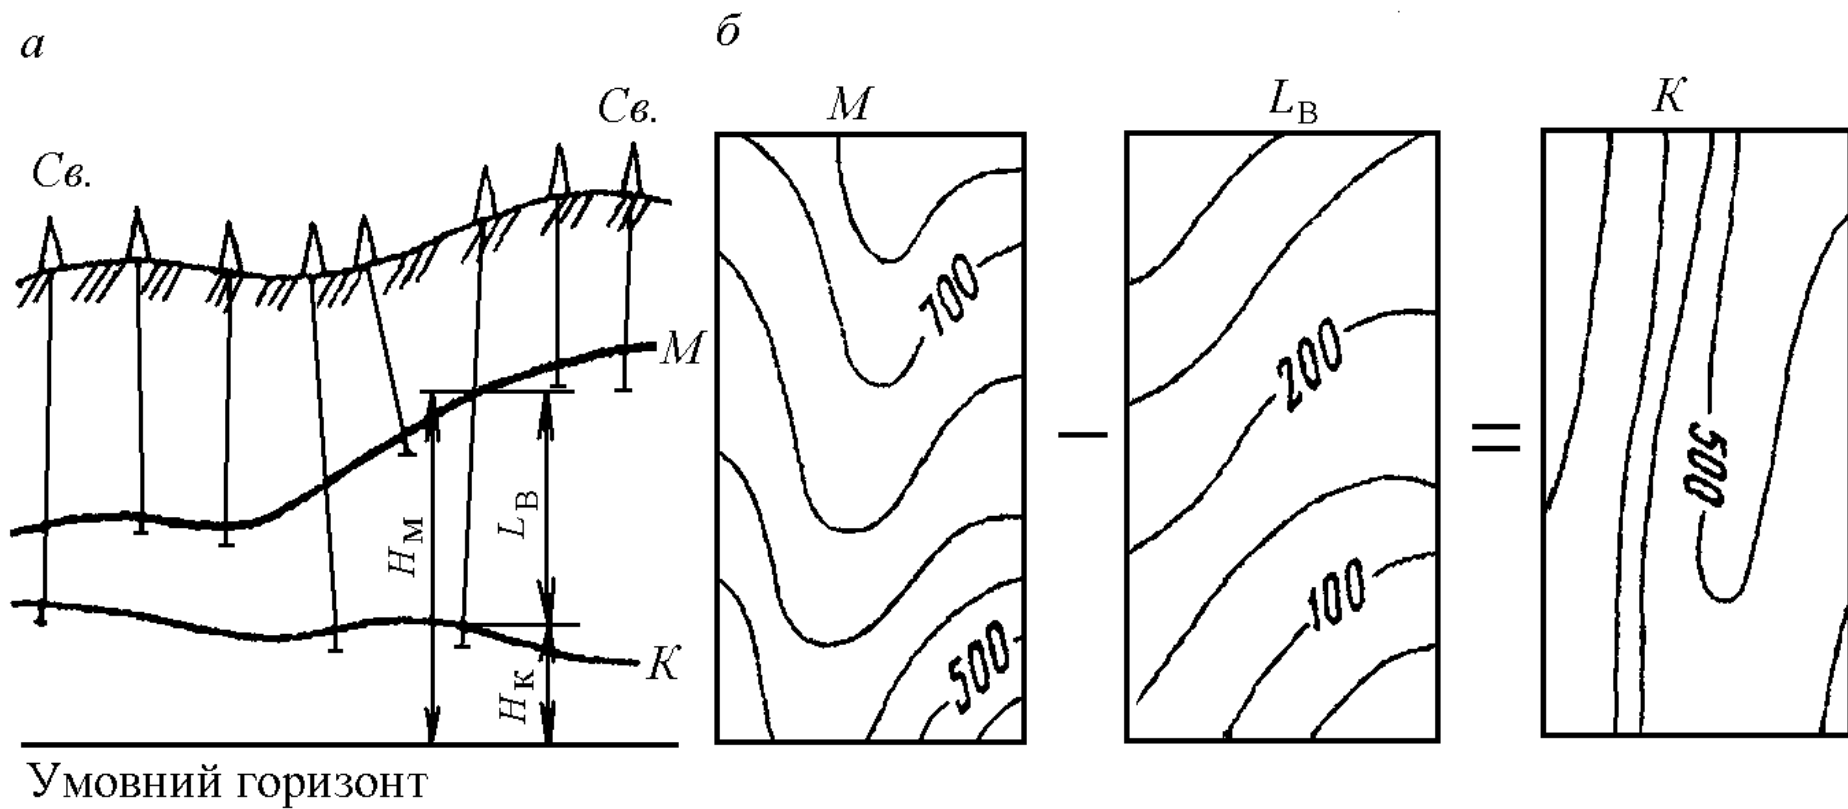 а
б
Св.
Св.
М
L_В
К
М
H_М
L_В
К
H_К
Умовний горизонт
700
500
200
100
500
—
=